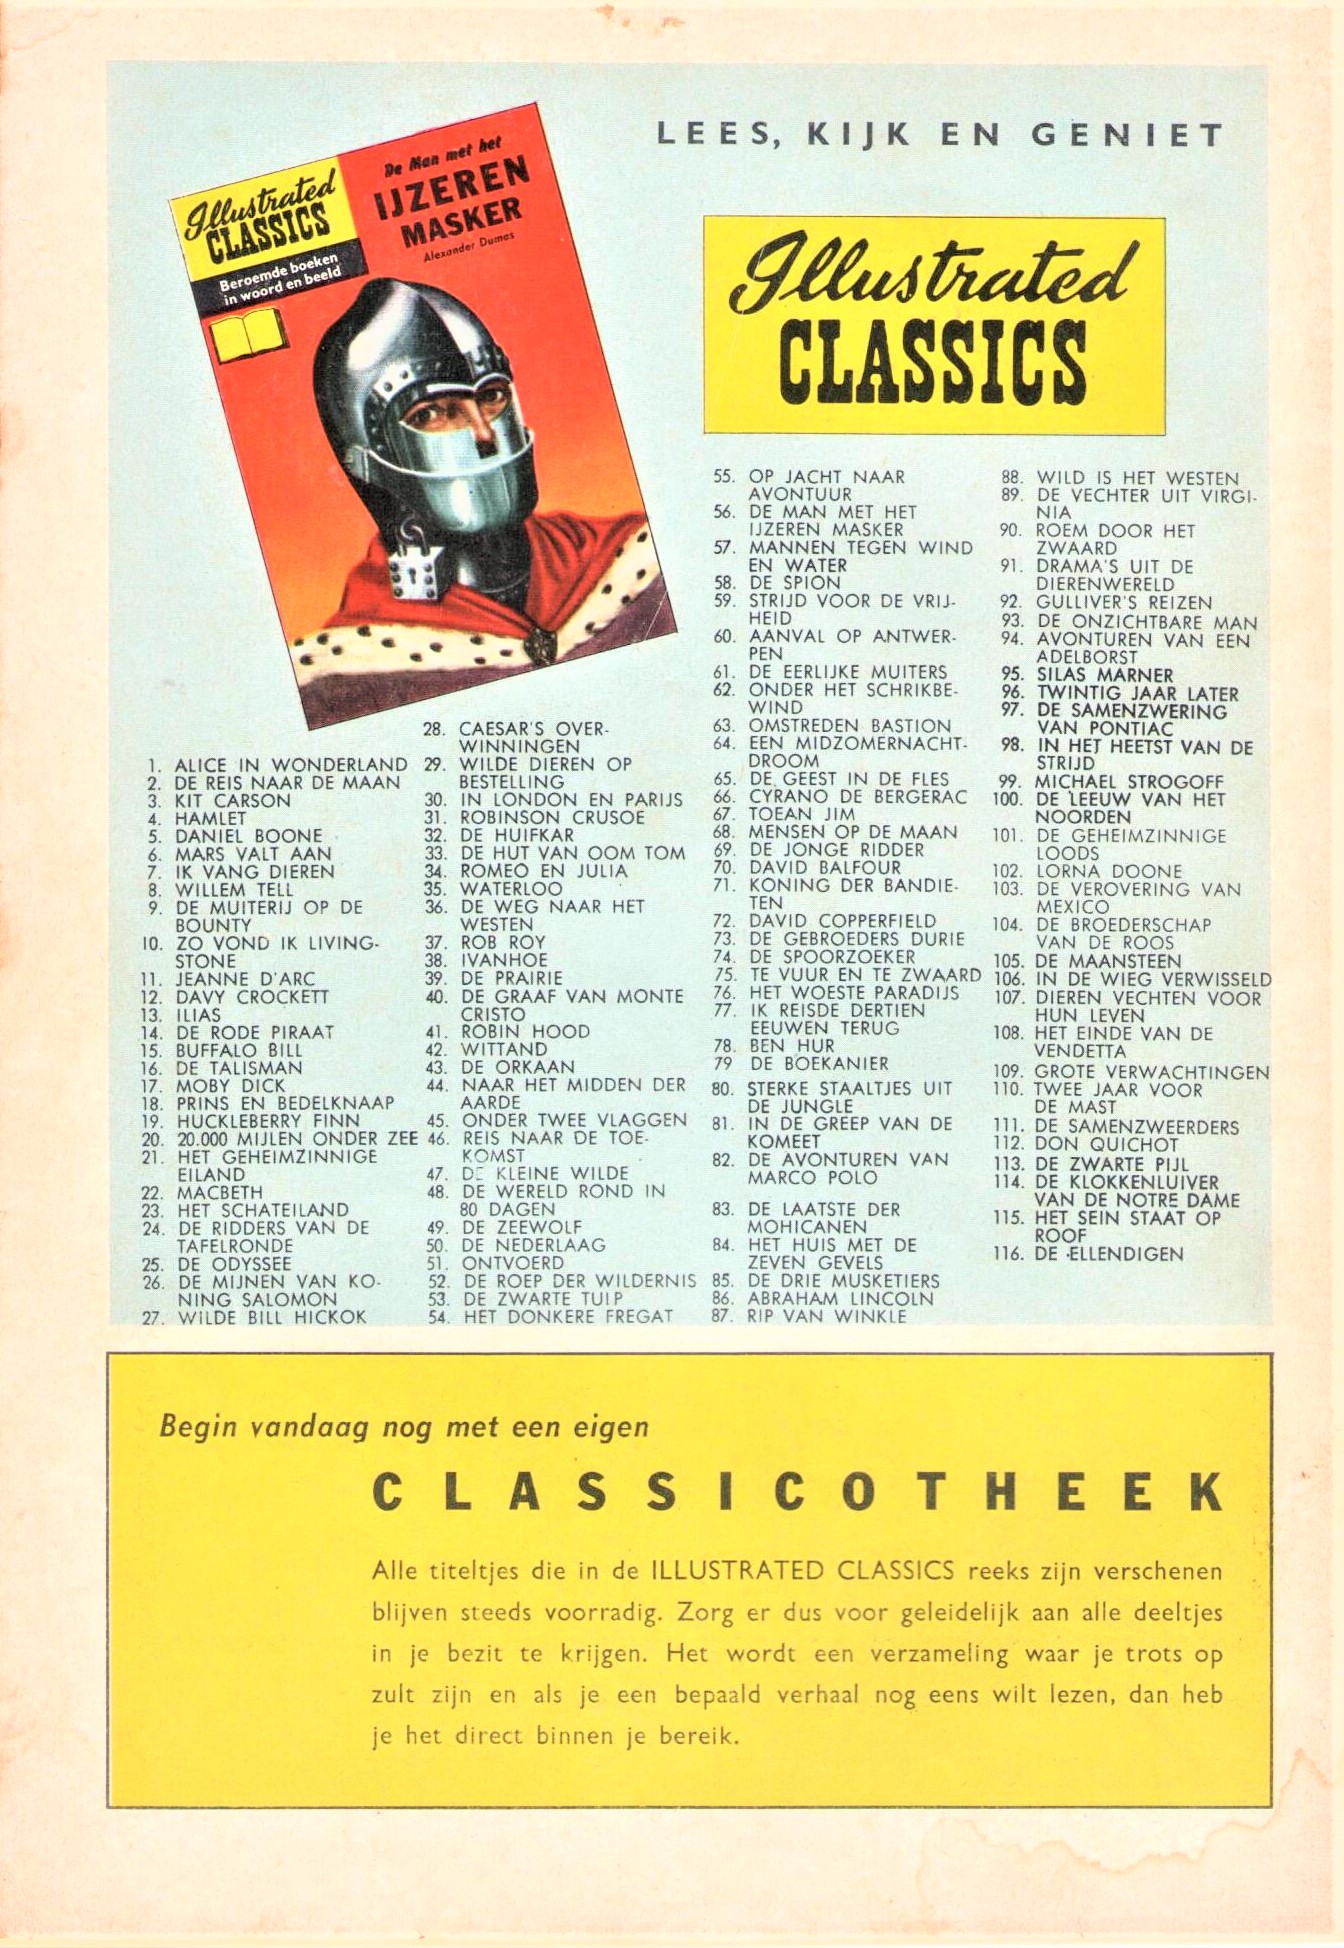 LEES, KIJK EN GENIET
Illustrated
CLASSICS
Beroemde boeken
in woord en beeld
De Man met het
IJZEREN
MASKER
Alexander Dumas
Illustrated
CLASSICS
1. ALICE IN WONDERLAND
2. DE REIS NAAR DE MAAN
3. KIT CARSON
4. HAMLET
5. DANIEL BOONE
6. MARS VALT AAN
7. IK VANG DIEREN
8. WILLEM TELL
9. DE MUITERIJ OP DE
BOUNTY
10. ZO VOND IK LIVING-
STONE
11. JEANNE D'ARC
12. DAVY CROCKETT
13. ILIAS
14. DE RODE PIRAAT
15. BUFFALO BILL
16. DE TALISMAN
17. MOBY DICK
18. PRINS EN BEDELKNAAP
19. HUCKLEBERRY FINN
20. 20.000 MIJLEN ONDER ZEE
21. HET GEHEIMZINNIGE
EILAND
22. MACBETH
23. HET SCHATEILAND
24. DE RIDDERS VAN DE
TAFELRONDE
25. DE ODYSSEE
26. DE MIJNEN VAN KO-
NING SALOMON
27. WILDE BILL HICKOK
28. CAESAR'S OVER-
WINNINGEN
29. WILDE DIEREN OP
BESTELLING
30. IN LONDON EN PARIJS
31. ROBINSON CRUSOE
32. DE HUIFKAR
33. DE HUT VAN OOM TOM
34. ROMEO EN JULIA
35. WATERLOO
36. DE WEG NAAR HET
WESTEN
37. ROB ROY
38. IVANHOE
39. DE PRAIRIE
40. DE GRAAF VAN MONTE
CRISTO
41. ROBIN HOOD
42. WITTAND
43. DE ORKAAN
44. NAAR HET MIDDEN DER
AARDE
45. ONDER TWEE VLAGGEN
46. REIS NAAR DE TOE-
KOMST
47. DE KLEINE WILDE
48. DE WERELD ROND IN
80 DAGEN
49. DE ZEEWOLF
50. DE NEDERLAAG
51. ONTVOERD
52. DE ROEP DER WILDERNIS
53. DE ZWARTE TULP
54. HET DONKERE FREGAT
55. OP JACHT NAAR
AVONTUUR
56. DE MAN MET HET
IJZEREN MASKER
57. MANNEN TEGEN WIND
EN WATER
58. DE SPION
59. STRIJD VOOR DE VRIJ-
HEID
60. AANVAL OP ANTWER-
PEN
61. DE EERLIJKE MUITERS
62. ONDER HET SCHRIKBE-
WIND
63. OMSTREDEN BASTION
64. EEN MIDZOMERNACHT-
DROOM
65. DE GEEST IN DE FLES
66. CYRANO DE BERGERAC
67. TOEAN JIM
68. MENSEN OP DE MAAN
69. DE JONGE RIDDER
70. DAVID BALFOUR
71. KONING DER BANDIE-
TEN
72. DAVID COPPERFIELD
73. DE GEBROEDERS DURIE
74. DE SPOORZOEKER
75. TE VUUR EN TE ZWAARD
76. HET WOESTE PARADIJS
77. IK REISDE DERTIEN
EEUWEN TERUG
78. BEN HUR
79 DE BOEKANIER
80. STERKE STAALTJES UIT
DE JUNGLE
81. IN DE GREEP VAN DE
KOMEET
82. DE AVONTUREN VAN
MARCO POLO
83. DE LAATSTE DER
MOHICANEN
84. HET HUIS MET DE
ZEVEN GEVELS
85. DE DRIE MUSKETIERS
86. ABRAHAM LINCOLN
87. RIP VAN WINKLE
88. WILD IS HET WESTEN
89. DE VECHTER UIT VIRGI-
NIA
90. ROEM DOOR HET
ZWAARD
91. DRAMA'S UIT DE
DIERENWERELD
92. GULLIVER'S REIZEN
93. DE ONZICHTBARE MAN
94. AVONTUREN VAN EEN
ADELBORST
95. SILAS MARNER
96. TWINTIG JAAR LATER
97. DE SAMENZWERING
VAN PONTIAC
98. IN HET HEETST VAN DE
STRIJD
99. MICHAEL STROGOFF
100. DE LEEUW VAN HET
NOORDEN
101. DE GEHEIMZINNIGE
LOODS
102. LORNA DOONE
103. DE VEROVERING VAN
MEXICO
104. DE BROEDERSCHAP
VAN DE ROOS
105. DE MAANSTEEN
106. IN DE WIEG VERWISSELD
107. DIEREN VECHTEN VOOR
HUN LEVEN
108. HET EINDE VAN DE
VENDETTA
109. GROTE VERWACHTINGEN
110. TWEE JAAR VOOR
DE MAST
111. DE SAMENZWEERDERS
112. DON QUICHOT
113. DE ZWARTE PIJL
114. DE KLOKKENLUIVER
VAN DE NOTRE DAME
115. HET SEIN STAAT OP
ROOF
116. DE ELLENDIGEN
Begin vandaag nog met een eigen
CLASSICOTHEEK
Alle titeltjes die in de ILLUSTRATED CLASSICS reeks zijn verschenen
blijven steeds voorradig. Zorg er dus voor geleidelijk aan alle deeltjes
in je bezit te krijgen. Het wordt een verzameling waar je trots op
zult zijn en als je een bepaald verhaal nog eens wilt lezen, dan heb
je het direct binnen je bereik.